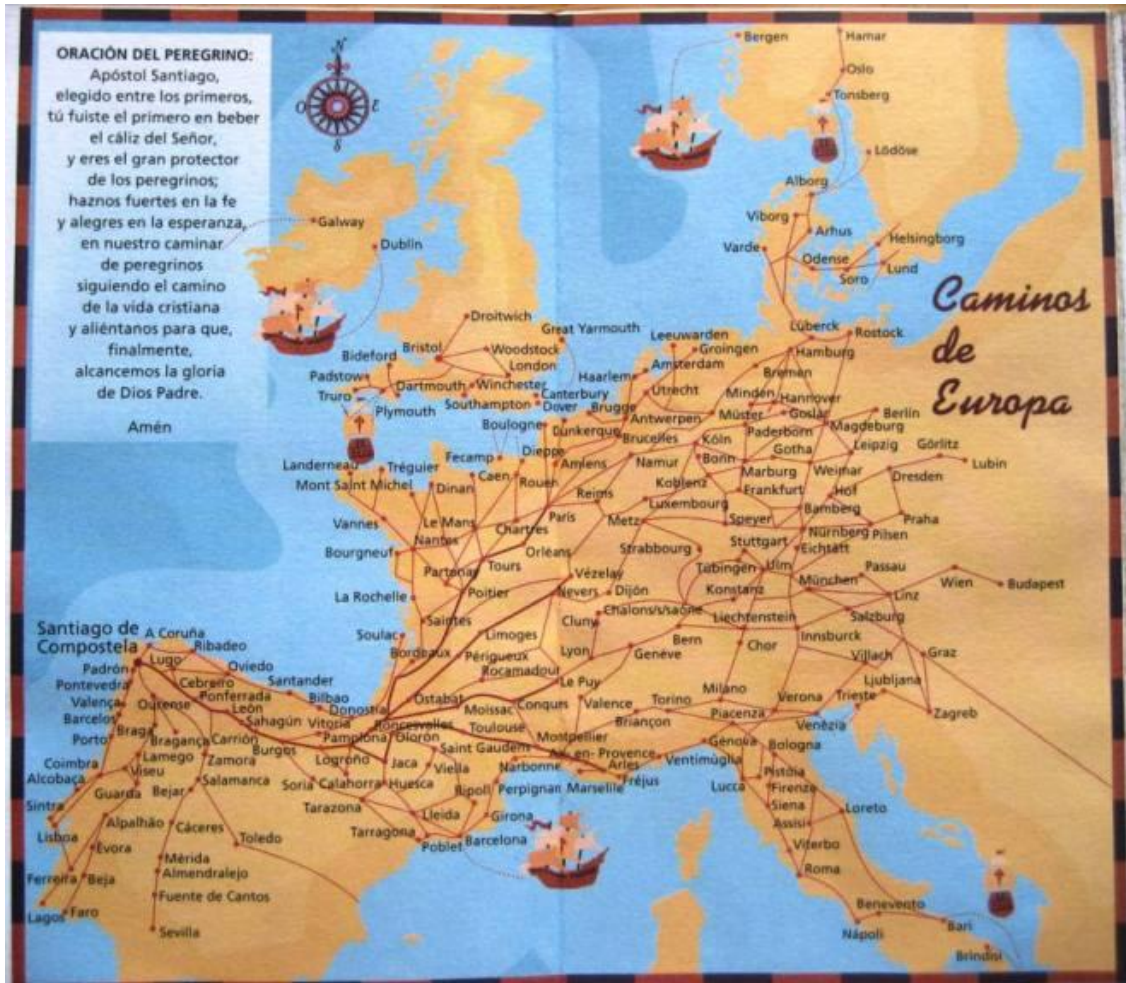 ORACIÓN DEL PEREGRINO:
Apóstol Santiago,
elegido entre los primeros,
tú fuiste el primero en beber
el cáliz del Señor,
y eres el gran protector
de los peregrinos;
haznos fuertes en la fe
y alegres en la esperanza,
en nuestro caminar
de peregrinos
siguiendo el camino
de la vida cristiana
y aliéntanos para que,
finalmente,
alcancemos la gloria
de Dios Padre.
Amén
N
O
E
S
Caminos
de
Europa
Bergen
Hamar
Oslo
Tonsberg
Lödöse
Alborg
Viborg
Arhus
Varde
Odense
Helsingborg
Soro
Lund
Galway
Dublín
Droitwich
Great Yarmouth
Bristol
Woodstock
Bideford
London
Padstow
Dartmouth
Winchester
Truro
Canterbury
Plymouth
Southampton
Dover
Leeuwarden
Groingen
Lüberck
Rostock
Amsterdam
Hamburg
Haarlem
Bremen
Utrecht
Minden
Hannover
Brugge
Antwerpen
Müster
Goslar
Berlín
Boulogne
Dunkerque
Brucelles
Paderborn
Magdeburg
Köln
Gotha
Leipzig
Görlitz
Fecamp
Dieppe
Amiens
Namur
Bonn
Marburg
Weimar
Dresden
Lubin
Landerneau
Tréguier
Caen
Rouen
Koblenz
Frankfurt
Hof
Mont Saint Michel
Dinan
Reims
Luxembourg
Bamberg
Vannes
Le Mans
Chartres
Paris
Metz
Speyer
Nürnberg
Pilsen
Praha
Nantes
Bourgneuf
Orléans
Strabbourg
Stuttgart
Eichtätt
Partonay
Tours
Vézelay
Tübingen
Ulm
Passau
La Rochelle
Poitier
Nevers
Dijón
Konstanz
München
Linz
Wien
Budapest
Saintes
Chalons/s/saône
Liechtenstein
Salzburg
Soulac
Limoges
Cluny
Bern
Chor
Innsburck
Bordeaux
Périgueux
Lyon
Genéve
Villach
Graz
Rocamadout
Le Puy
Ljubljana
Ostabat
Moissac
Conques
Valence
Torino
Milano
Verona
Trieste
Zagreb
Roncesvalles
Toulouse
Briançon
Piacenza
Venêzia
Oloron
Montpellier
Genova
Bologna
Santiago de
Compostela
A Coruña
Ribadeo
Padrón
Lugo
Oviedo
Cebreiro
Santander
Pontevedra
Ponferrada
Bilbao
Valença
Ourense
León
Donostia
Barcelos
Sahagún
Vitoria
Braga
Pamplona
Porto
Bragança
Carrión
Burgos
Saint Gaudens
Aix-en- Provence
Logroño
Jaca
Viella
Narbonne
Arles
Ventimüglia
Coimbra
Lamego
Zamora
Pistóia
Alcobaça
Viseu
Salamanca
Soria
Calahorra
Huesca
Ripoll
Perpignan
Marselile
Fréjus
Lucca
Firenze
Guarda
Bejar
Siena
Loreto
Sintra
Tarazona
Lleida
Girona
Assisi
Lisboa
Alpalhão
Cáceres
Toledo
Tarragona
Poblet
Barcelona
Viterbo
Evora
Mérida
Roma
Ferreira
Beja
Almendralejo
Fuente de Cantos
Benevento
Lagos
Faro
Nápoli
Bari
Sevilla
Brindisi